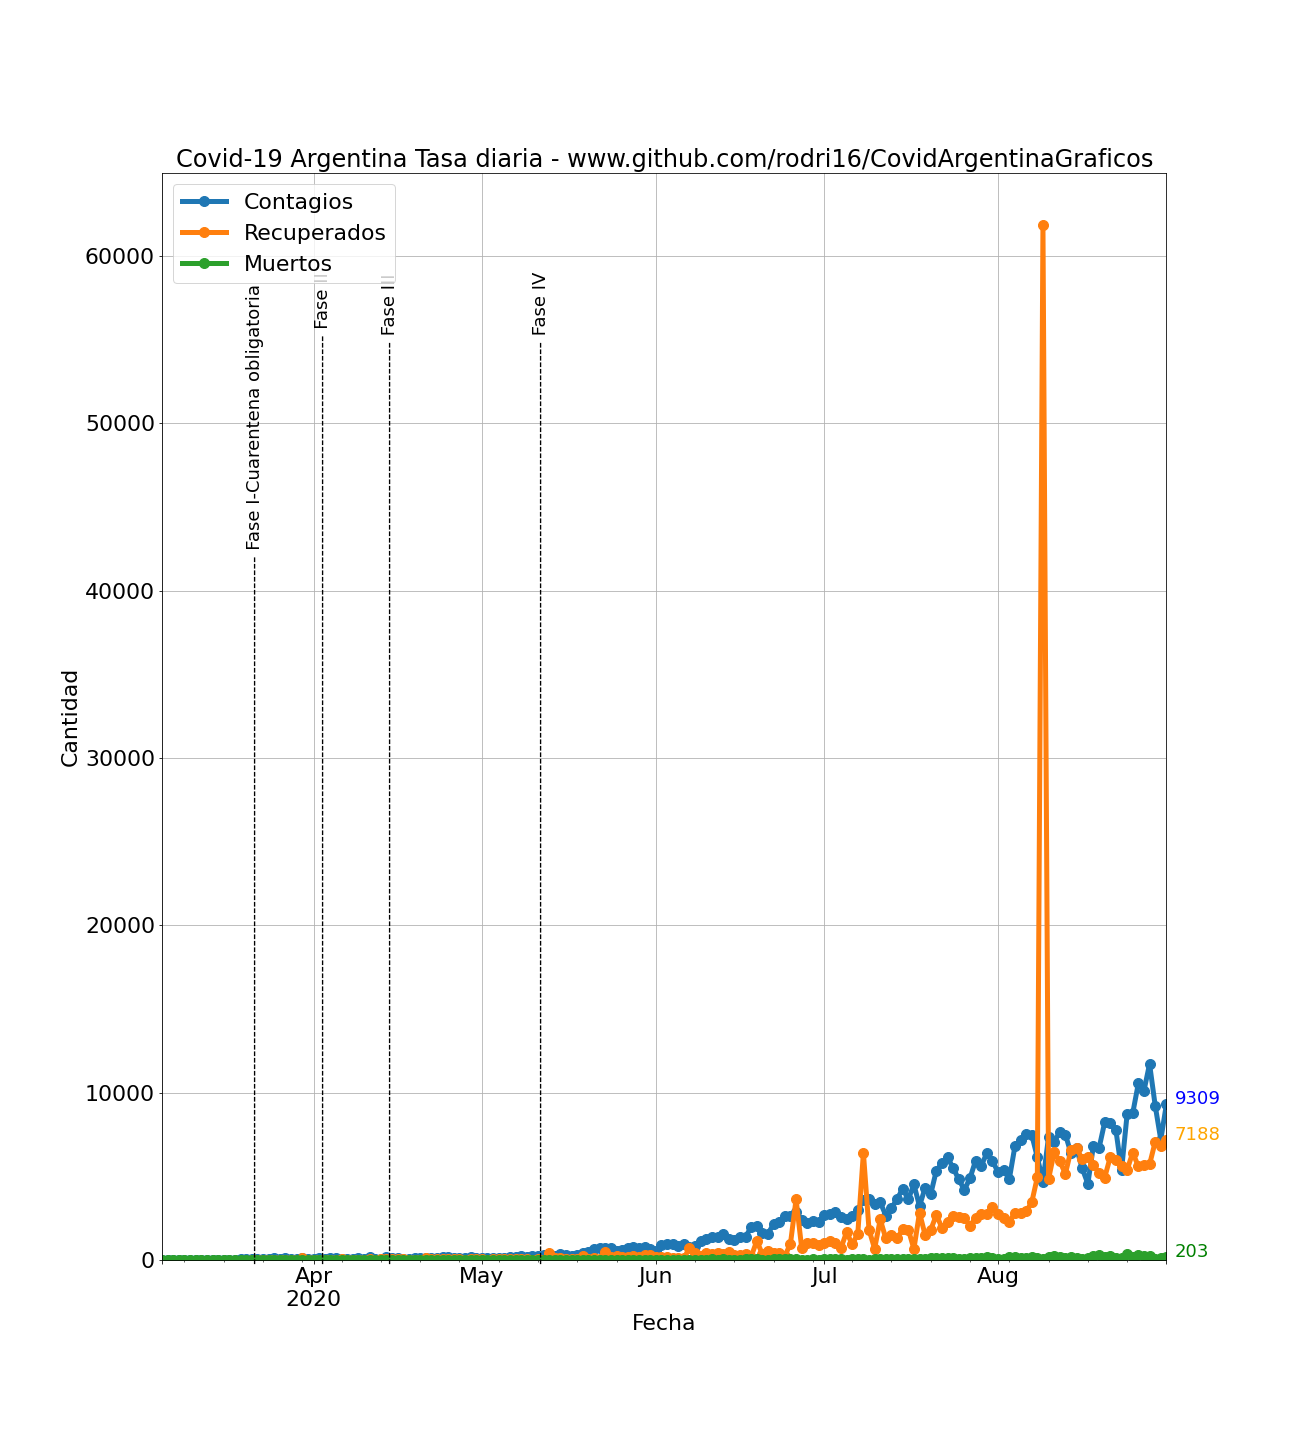 Covid-19 Argentina Tasa diaria - www.github.com/rodri16/CovidArgentinaGraficos
Contagios
Recuperados
Muertos
Fase I-Cuarentena obligatoria
Fase II
Fase III
Fase IV
60000
50000
40000
30000
20000
10000
0
Cantidad
9309
7188
203
Apr
2020
May
Jun
Jul
Aug
Fecha